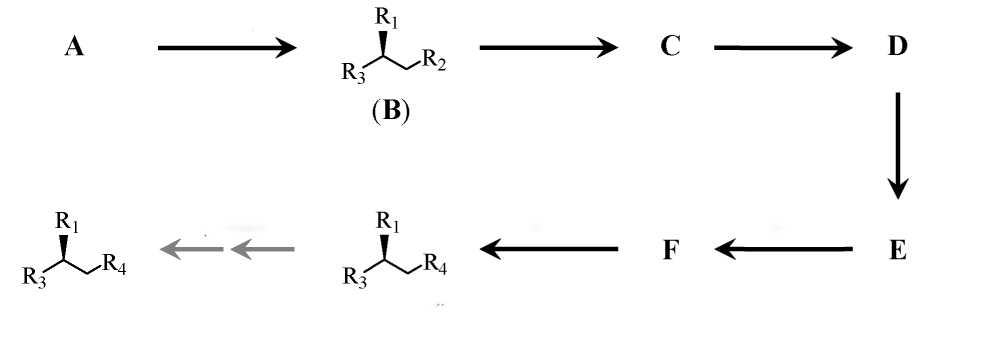 R1
A C D
R3 R2
(B)
R1 R1
F E
R3 R4 R3 R4